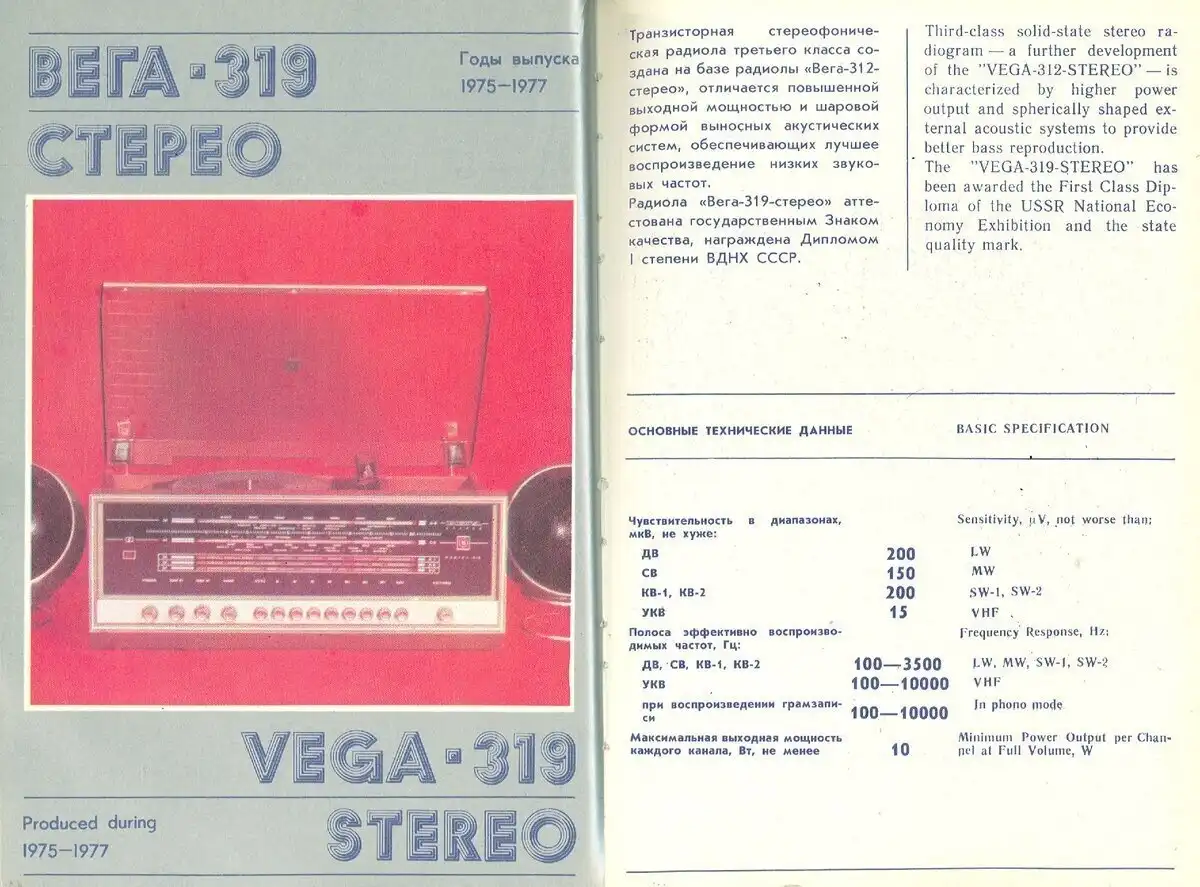 ВЕГА-319
Годы выпуска
1975—1977
СТЕРЕО
VEGA-319
Produced during
1975—1977
STEREO
Транзисторная стереофониче-
ская радиола третьего класса со-
здана на базе радиолы «Вега-312-
стерео», отличается повышенной
выходной мощностью и шаровой
формой выносных акустических
систем, обеспечивающих лучшее
воспроизведение низких звуко-
вых частот.
Радиола «Вега-319-стерео» атте-
стована государственным Знаком
качества, награждена Дипломом
I степени ВДНХ СССР.
Third-class solid-state stereo ra-
diogram — a further development
of the "VEGA-312-STEREO" — is
characterized by higher power
output and spherically shaped ex-
ternal acoustic systems to provide
better bass reproduction.
The "VEGA-319-STEREO" has
been awarded the First Class Dip-
loma of the USSR National Eco-
nomy Exhibition and the state
quality mark.
ОСНОВНЫЕ ТЕХНИЧЕСКИЕ ДАННЫЕ BASIC SPECIFICATION
Чувствительность в диапазонах, Sensitivity, μV, not worse than:
мкВ, не хуже:
ДВ 200 LW
СВ 150 MW
КВ-1, КВ-2 200 SW-1, SW-2
УКВ 15 VHF
Полоса эффективно воспроизво- Frequency Response, Hz:
димых частот, Гц:
ДВ, СВ, КВ-1, КВ-2 100—3500 LW, MW, SW-1, SW-2
УКВ 100—10000 VHF
при воспроизведении грамзапи- 100—10000 In phono mode
си
Максимальная выходная мощность Minimum Power Output per Chan-
каждого канала, Вт, не менее 10 nel at Full Volume, W